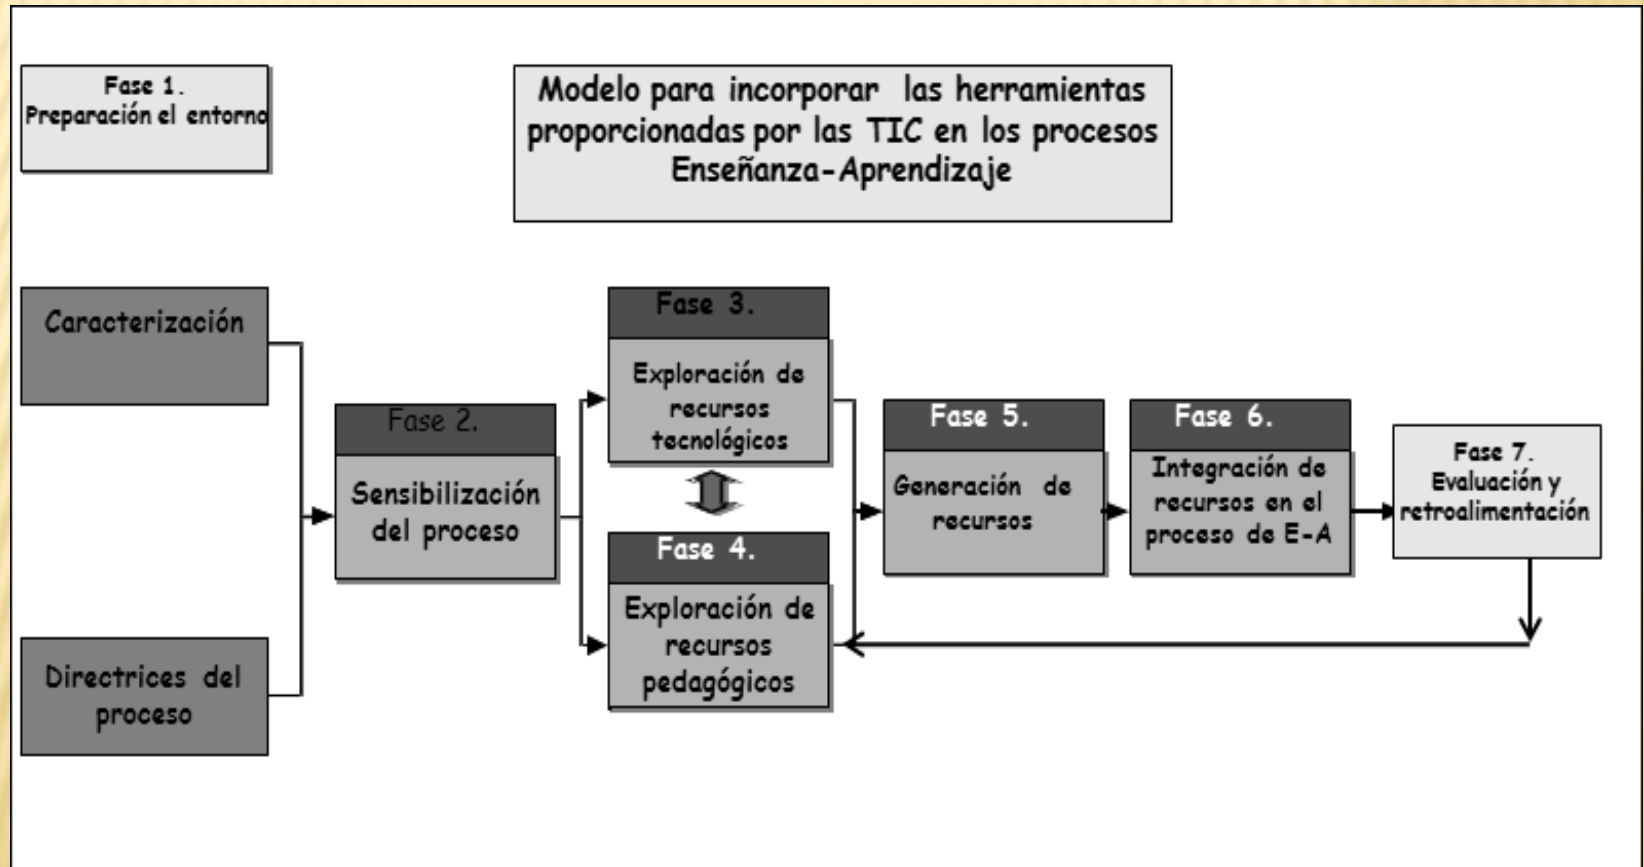 Fase 1.
Preparación el entorno
Modelo para incorporar las herramientas
proporcionadas por las TIC en los procesos
Enseñanza-Aprendizaje
Caracterización
Directrices del
proceso
Fase 2.
Sensibilización
del proceso
Fase 3.
Exploración de
recursos
tecnológicos
Fase 4.
Exploración de
recursos
pedagógicos
Fase 5.
Generación de
recursos
Fase 6.
Integración de
recursos en el
proceso de E-A
Fase 7.
Evaluación y
retroalimentación